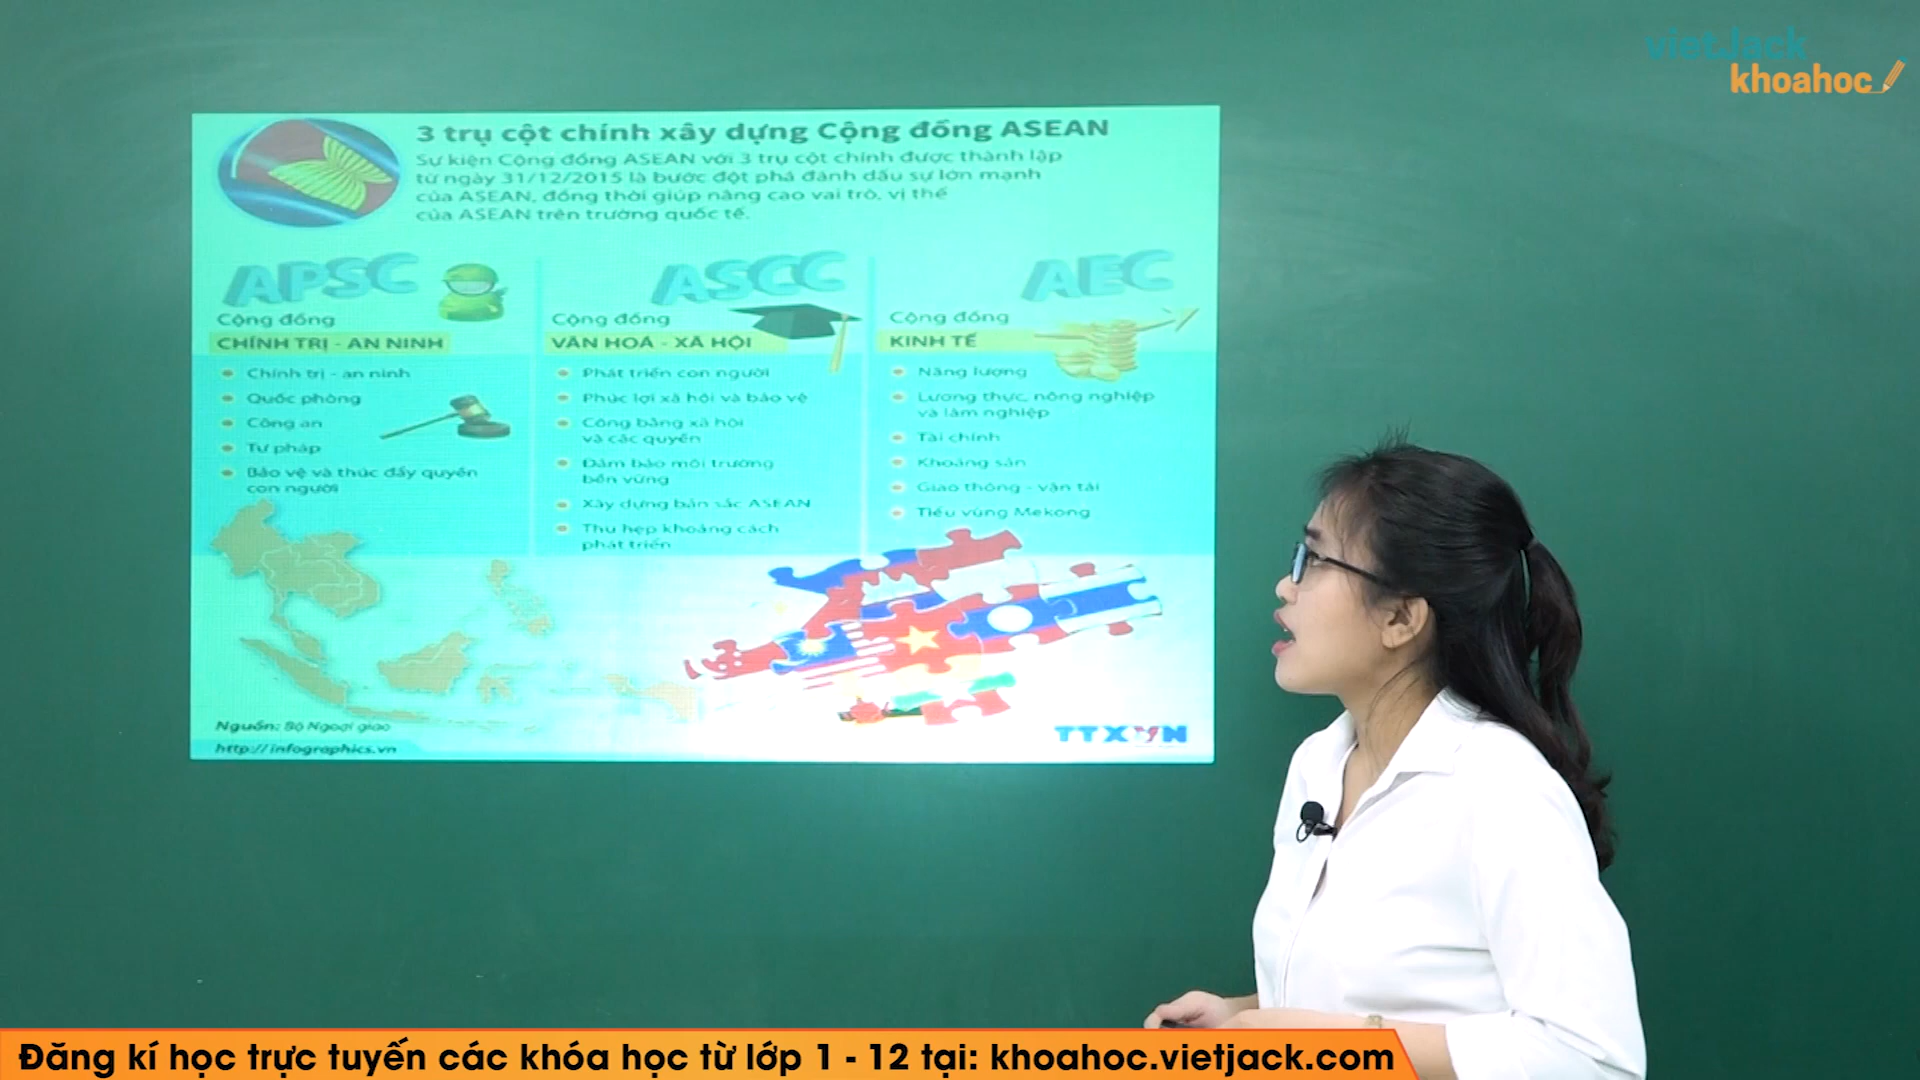 vietJack
khoahoc
3 trụ cột chính xây dựng Cộng đồng ASEAN
Sự kiện Cộng đồng ASEAN với 3 trụ cột chính được thành lập
từ ngày 31/12/2015 là bước đột phá đánh dấu sự lớn mạnh
của ASEAN, đồng thời giúp nâng cao vai trò, vị thế
của ASEAN trên trường quốc tế.
APSC
Cộng đồng
CHÍNH TRỊ - AN NINH
Chính trị - an ninh
Quốc phòng
Công an
Tư pháp
Bảo vệ và thúc đẩy quyền
con người
ASCC
Cộng đồng
VĂN HOÁ - XÃ HỘI
Phát triển con người
Phúc lợi xã hội và bảo vệ
Công bằng xã hội
và các quyền
Đảm bảo môi trường
bền vững
Xây dựng bản sắc ASEAN
Thu hẹp khoảng cách
phát triển
AEC
Cộng đồng
KINH TẾ
Năng lượng
Lương thực, nông nghiệp
và lâm nghiệp
Tài chính
Khoáng sản
Giao thông - vận tải
Tiểu vùng Mekong
Nguồn: Bộ Ngoại giao
http://infographics.vn
TTXVN
Đăng kí học trực tuyến các khóa học từ lớp 1 - 12 tại: khoahoc.vietjack.com